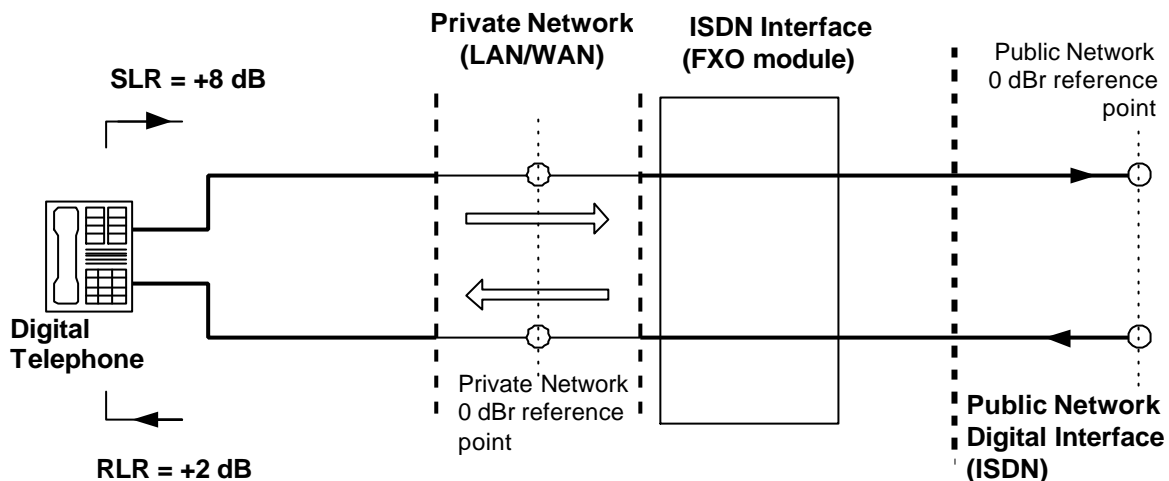 Private Network
(LAN/WAN)
ISDN Interface
(FXO module)
Public Network
0 dBr reference
point
SLR = +8 dB
Digital
Telephone
Private Network
0 dBr reference
point
Public Network
Digital Interface
(ISDN)
RLR = +2 dB